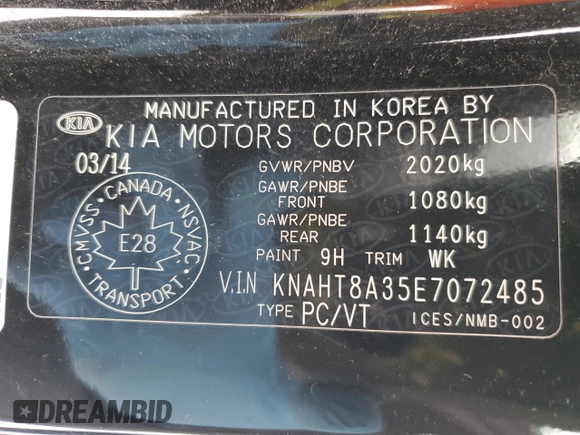 MANUFACTURED IN KOREA BY
KIA KIA MOTORS CORPORATION
03/14 GVWR/PNBV 2020kg
GAWR/PNBE
FRONT 1080kg
GAWR/PNBE
REAR 1140kg
PAINT 9H TRIM WK
V.I.N KNAHT8A35E7072485
TYPE PC/VT ICES/NMB-002
CANADA
CMVSS NSVAC
E28
TRANSPORT
DREAMBID